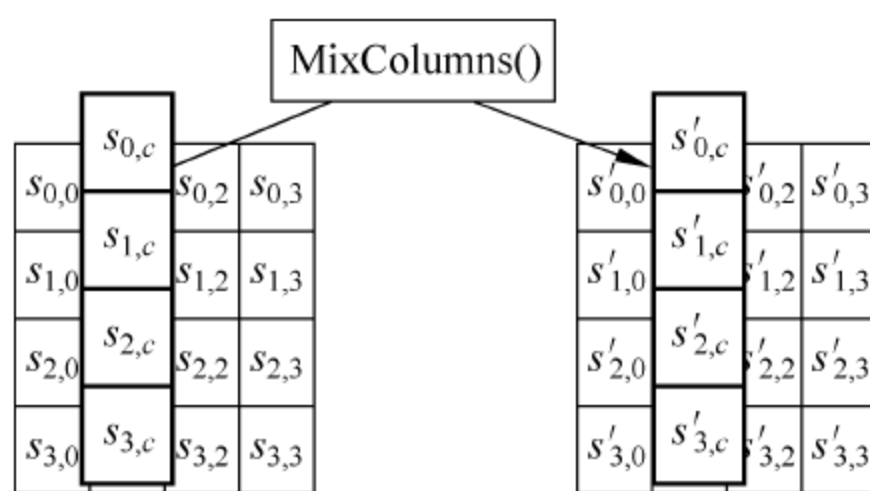 MixColumns()
s0,c s′0,c
s0,0 s0,2 s0,3 s′0,0 s′0,2 s′0,3
s1,c s′1,c
s1,0 s1,2 s1,3 s′1,0 s′1,2 s′1,3
s2,c s′2,c
s2,0 s2,2 s2,3 s′2,0 s′2,2 s′2,3
s3,c s′3,c
s3,0 s3,2 s3,3 s′3,0 s′3,2 s′3,3